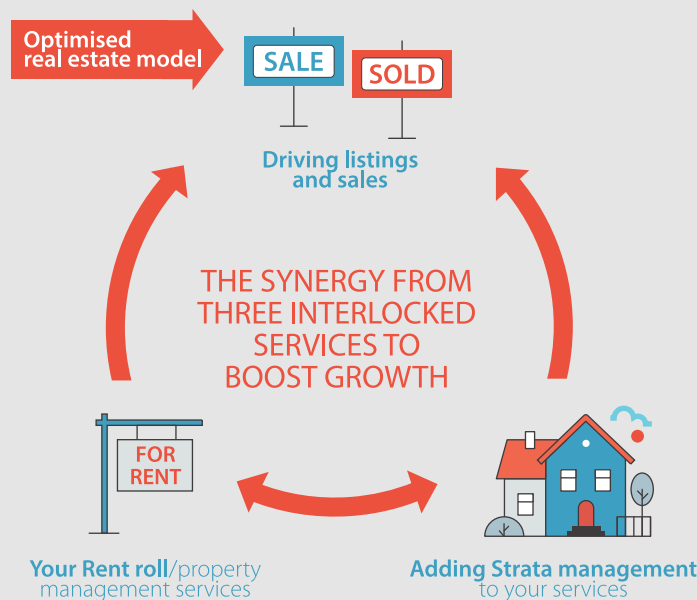 Optimised
real estate model
SALE
SOLD
Driving listings
and sales
THE SYNERGY FROM
THREE INTERLOCKED
SERVICES TO
BOOST GROWTH
FOR
RENT
Your Rent roll/property
management services
Adding Strata management
to your services